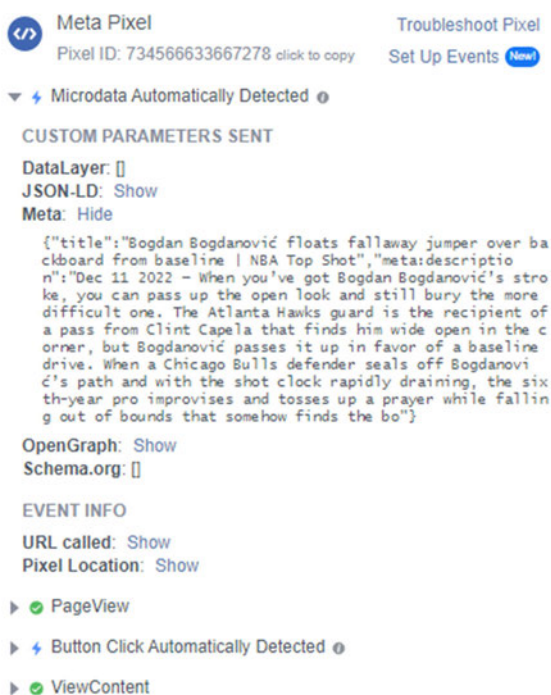 Meta Pixel
Troubleshoot Pixel
Pixel ID: 734566633667278 click to copy
Set Up Events New!
Microdata Automatically Detected
CUSTOM PARAMETERS SENT
DataLayer: []
JSON-LD: Show
Meta: Hide
{"title":"Bogdan Bogdanović floats fallaway jumper over ba
ckboard from baseline | NBA Top Shot","meta:descriptio
n":"Dec 11 2022 – When you've got Bogdan Bogdanović's stro
ke, you can pass up the open look and still bury the more
difficult one. The Atlanta Hawks guard is the recipient of
a pass from Clint Capela that finds him wide open in the c
orner, but Bogdanović passes it up in favor of a baseline
drive. When a Chicago Bulls defender seals off Bogdanovi
ć's path and with the shot clock rapidly draining, the six
th-year pro improvises and tosses up a prayer while fallin
g out of bounds that somehow finds the bo"}
OpenGraph: Show
Schema.org: []
EVENT INFO
URL called: Show
Pixel Location: Show
PageView
Button Click Automatically Detected
ViewContent